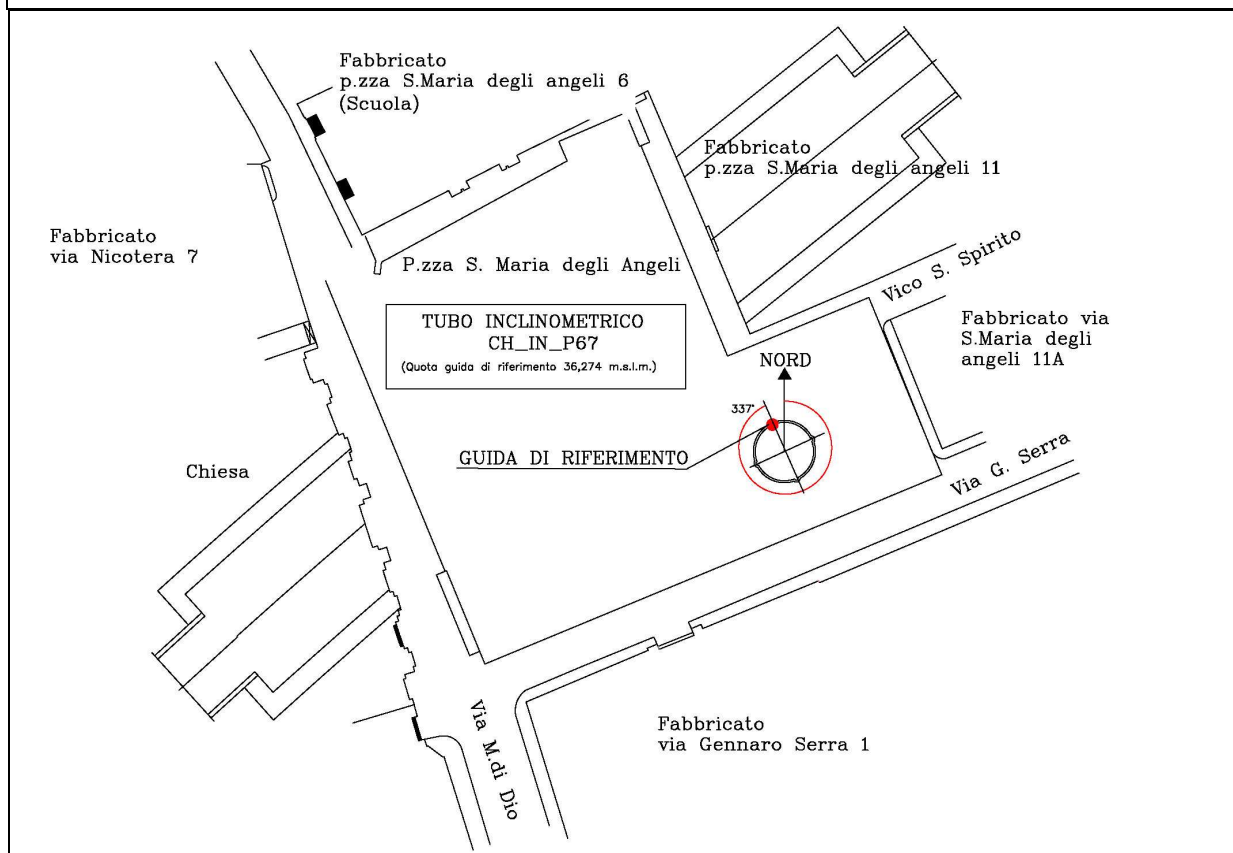 Fabbricato
p.zza S.Maria degli angeli 6
(Scuola)
Fabbricato
p.zza S.Maria degli angeli 11
Fabbricato
via Nicotera 7
P.zza S. Maria degli Angeli
Vico S. Spirito
TUBO INCLINOMETRICO
CH_IN_P67
(Quota guida di riferimento 36,274 m.s.l.m.)
Fabbricato via
S.Maria degli
angeli 11A
NORD
337°
GUIDA DI RIFERIMENTO
Chiesa
Via G. Serra
Via M.di Dio
Fabbricato
via Gennaro Serra 1